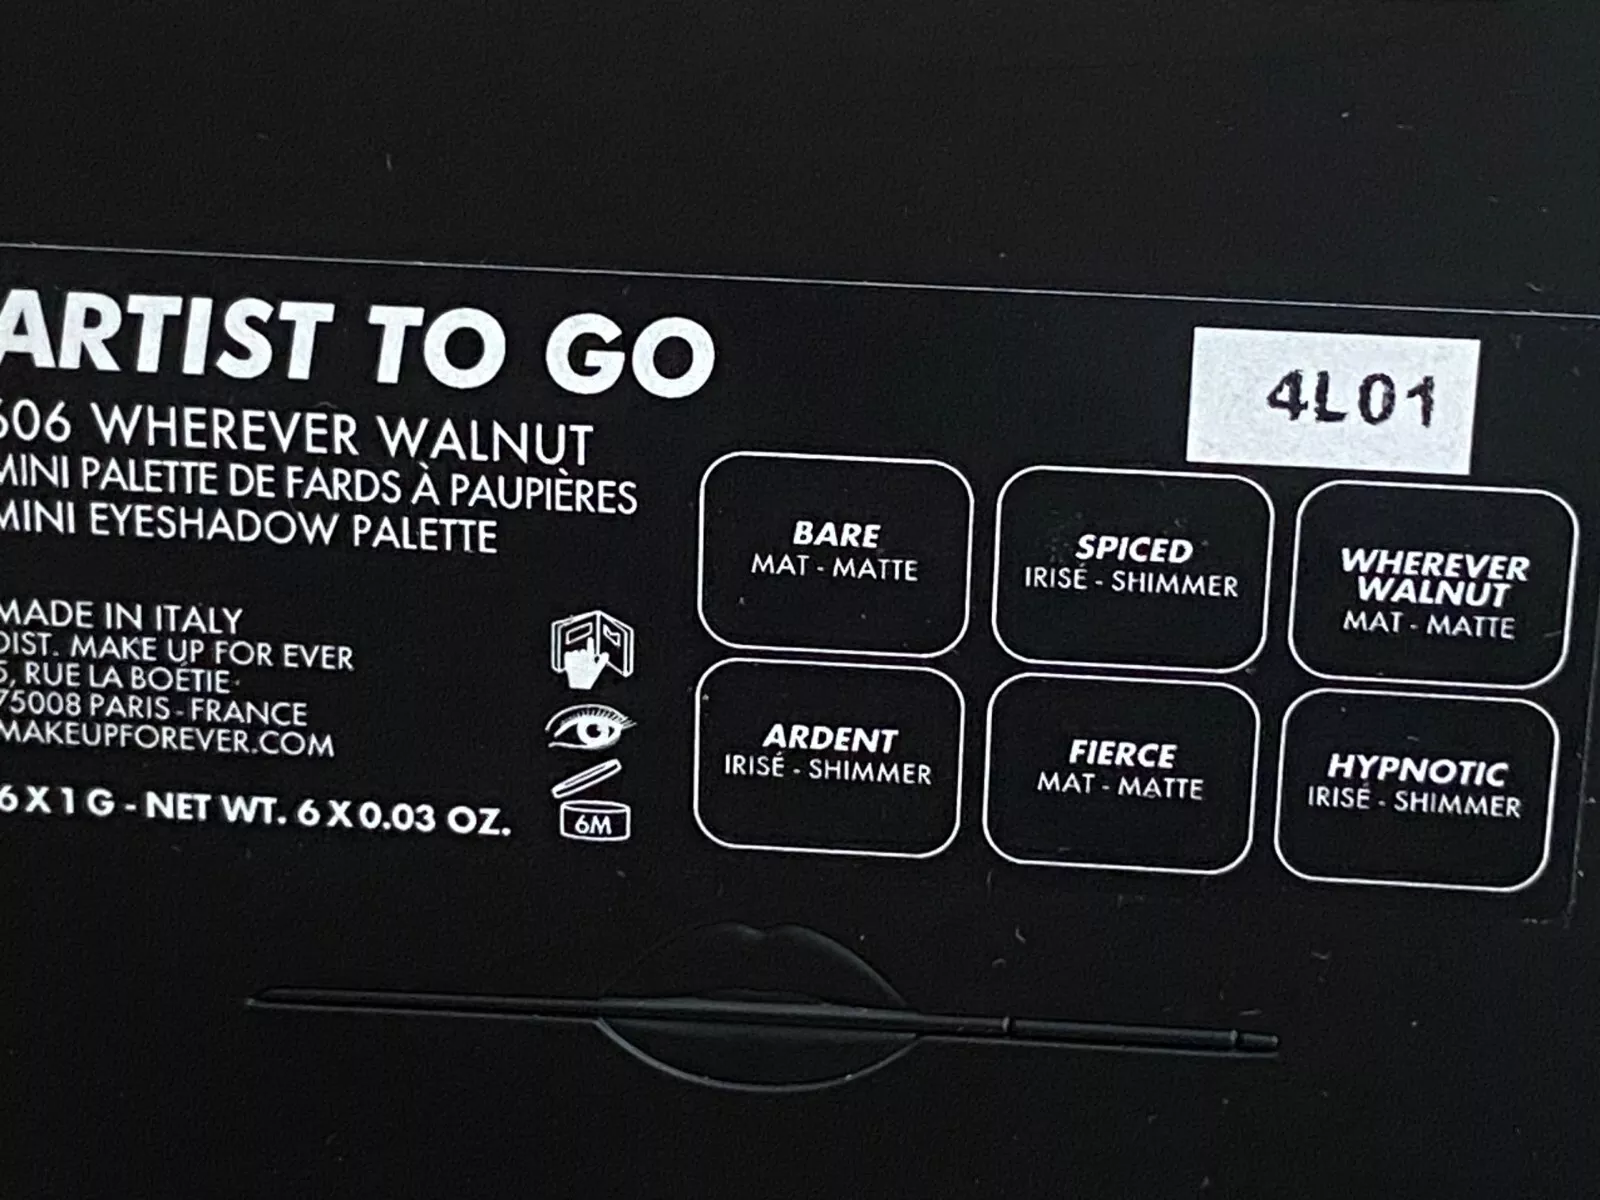 ARTIST TO GO
606 WHEREVER WALNUT
MINI PALETTE DE FARDS À PAUPIÈRES
MINI EYESHADOW PALETTE
MADE IN ITALY
DIST. MAKE UP FOR EVER
5, RUE LA BOÉTIE
75008 PARIS - FRANCE
MAKEUPFOREVER.COM
6 X 1 G - NET WT. 6 X 0.03 OZ.
6M
4L01
BARE
MAT - MATTE
SPICED
IRISÉ - SHIMMER
WHEREVER
WALNUT
MAT - MATTE
ARDENT
IRISÉ - SHIMMER
FIERCE
MAT - MATTE
HYPNOTIC
IRISÉ - SHIMMER